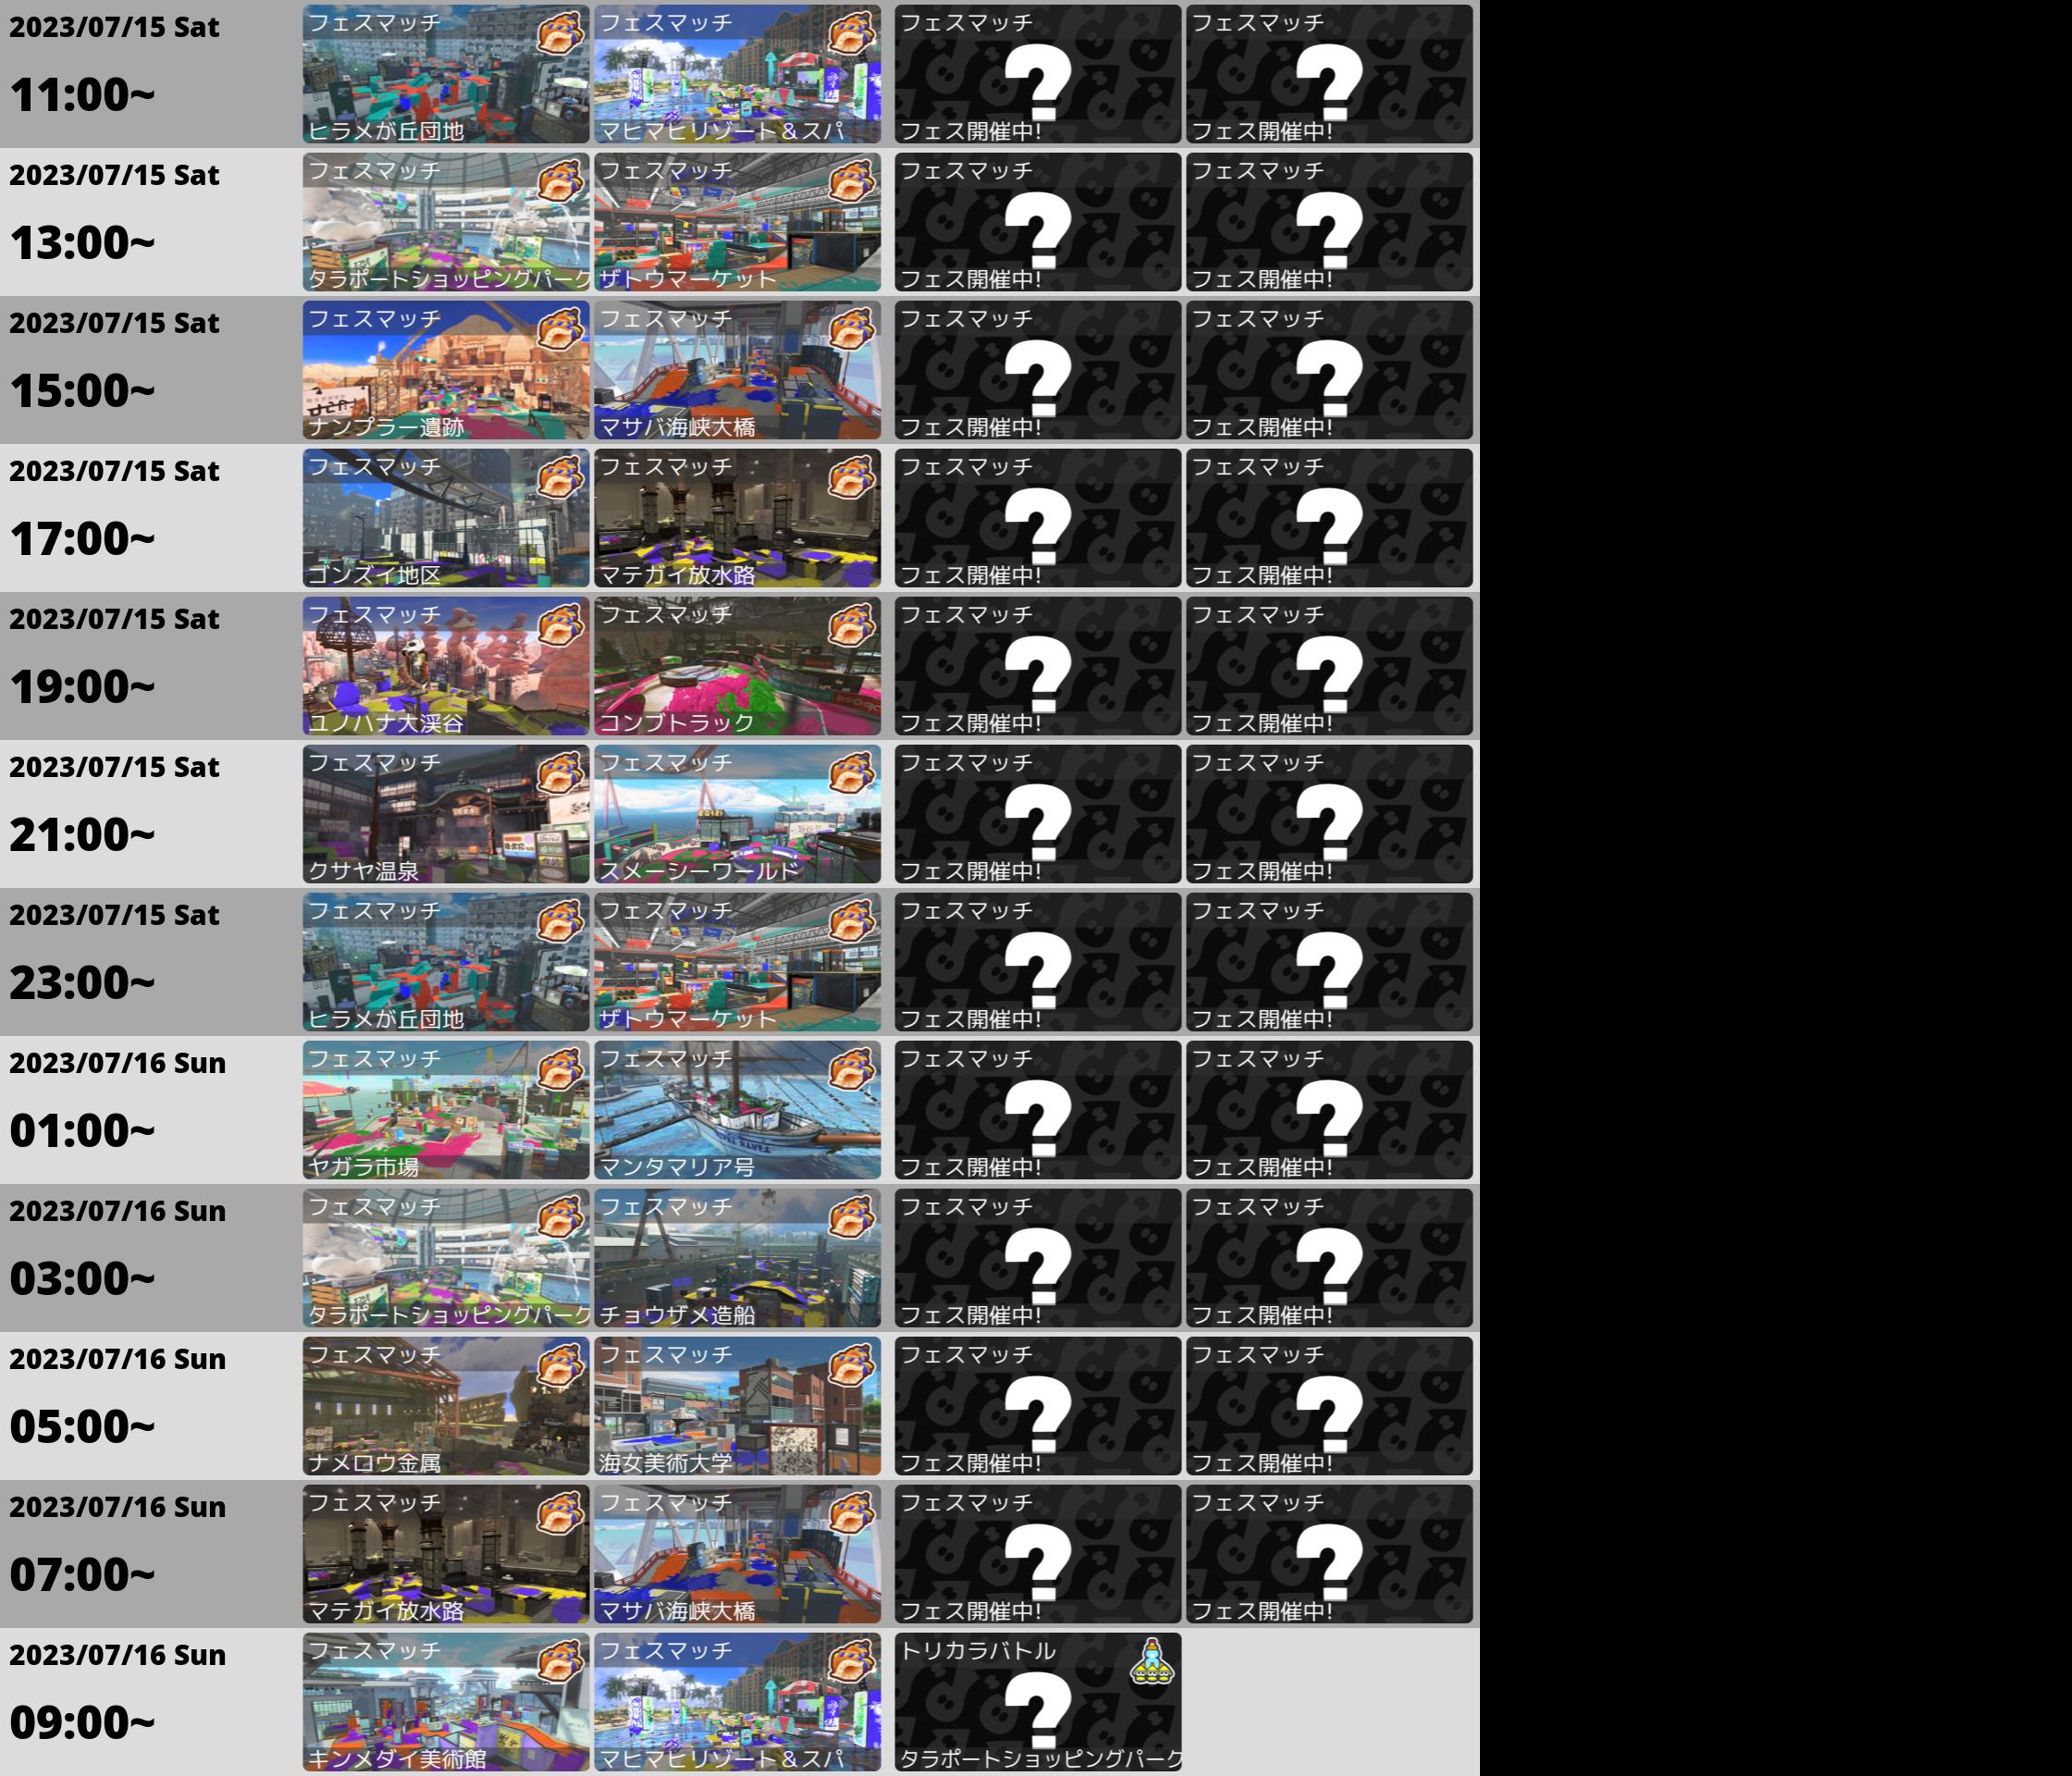 2023/07/15 Sat
11:00~
フェスマッチ
ヒラメが丘団地
フェスマッチ
マヒマヒリゾート＆スパ
フェスマッチ
フェス開催中!
フェスマッチ
フェス開催中!
2023/07/15 Sat
13:00~
フェスマッチ
タラポートショッピングパーク
フェスマッチ
ザトウマーケット
フェスマッチ
フェス開催中!
フェスマッチ
フェス開催中!
2023/07/15 Sat
15:00~
フェスマッチ
ナンプラー遺跡
フェスマッチ
マサバ海峡大橋
フェスマッチ
フェス開催中!
フェスマッチ
フェス開催中!
2023/07/15 Sat
17:00~
フェスマッチ
ゴンズイ地区
フェスマッチ
マテガイ放水路
フェスマッチ
フェス開催中!
フェスマッチ
フェス開催中!
2023/07/15 Sat
19:00~
フェスマッチ
ユノハナ大渓谷
フェスマッチ
コンブトラック
フェスマッチ
フェス開催中!
フェスマッチ
フェス開催中!
2023/07/15 Sat
21:00~
フェスマッチ
クサヤ温泉
フェスマッチ
スメーシーワールド
フェスマッチ
フェス開催中!
フェスマッチ
フェス開催中!
2023/07/15 Sat
23:00~
フェスマッチ
ヒラメが丘団地
フェスマッチ
ザトウマーケット
フェスマッチ
フェス開催中!
フェスマッチ
フェス開催中!
2023/07/16 Sun
01:00~
フェスマッチ
ヤガラ市場
フェスマッチ
マンタマリア号
フェスマッチ
フェス開催中!
フェスマッチ
フェス開催中!
2023/07/16 Sun
03:00~
フェスマッチ
タラポートショッピングパーク
フェスマッチ
チョウザメ造船
フェスマッチ
フェス開催中!
フェスマッチ
フェス開催中!
2023/07/16 Sun
05:00~
フェスマッチ
ナメロウ金属
フェスマッチ
海女美術大学
フェスマッチ
フェス開催中!
フェスマッチ
フェス開催中!
2023/07/16 Sun
07:00~
フェスマッチ
マテガイ放水路
フェスマッチ
マサバ海峡大橋
フェスマッチ
フェス開催中!
フェスマッチ
フェス開催中!
2023/07/16 Sun
09:00~
フェスマッチ
キンメダイ美術館
フェスマッチ
マヒマヒリゾート＆スパ
トリカラバトル
タラポートショッピングパーク